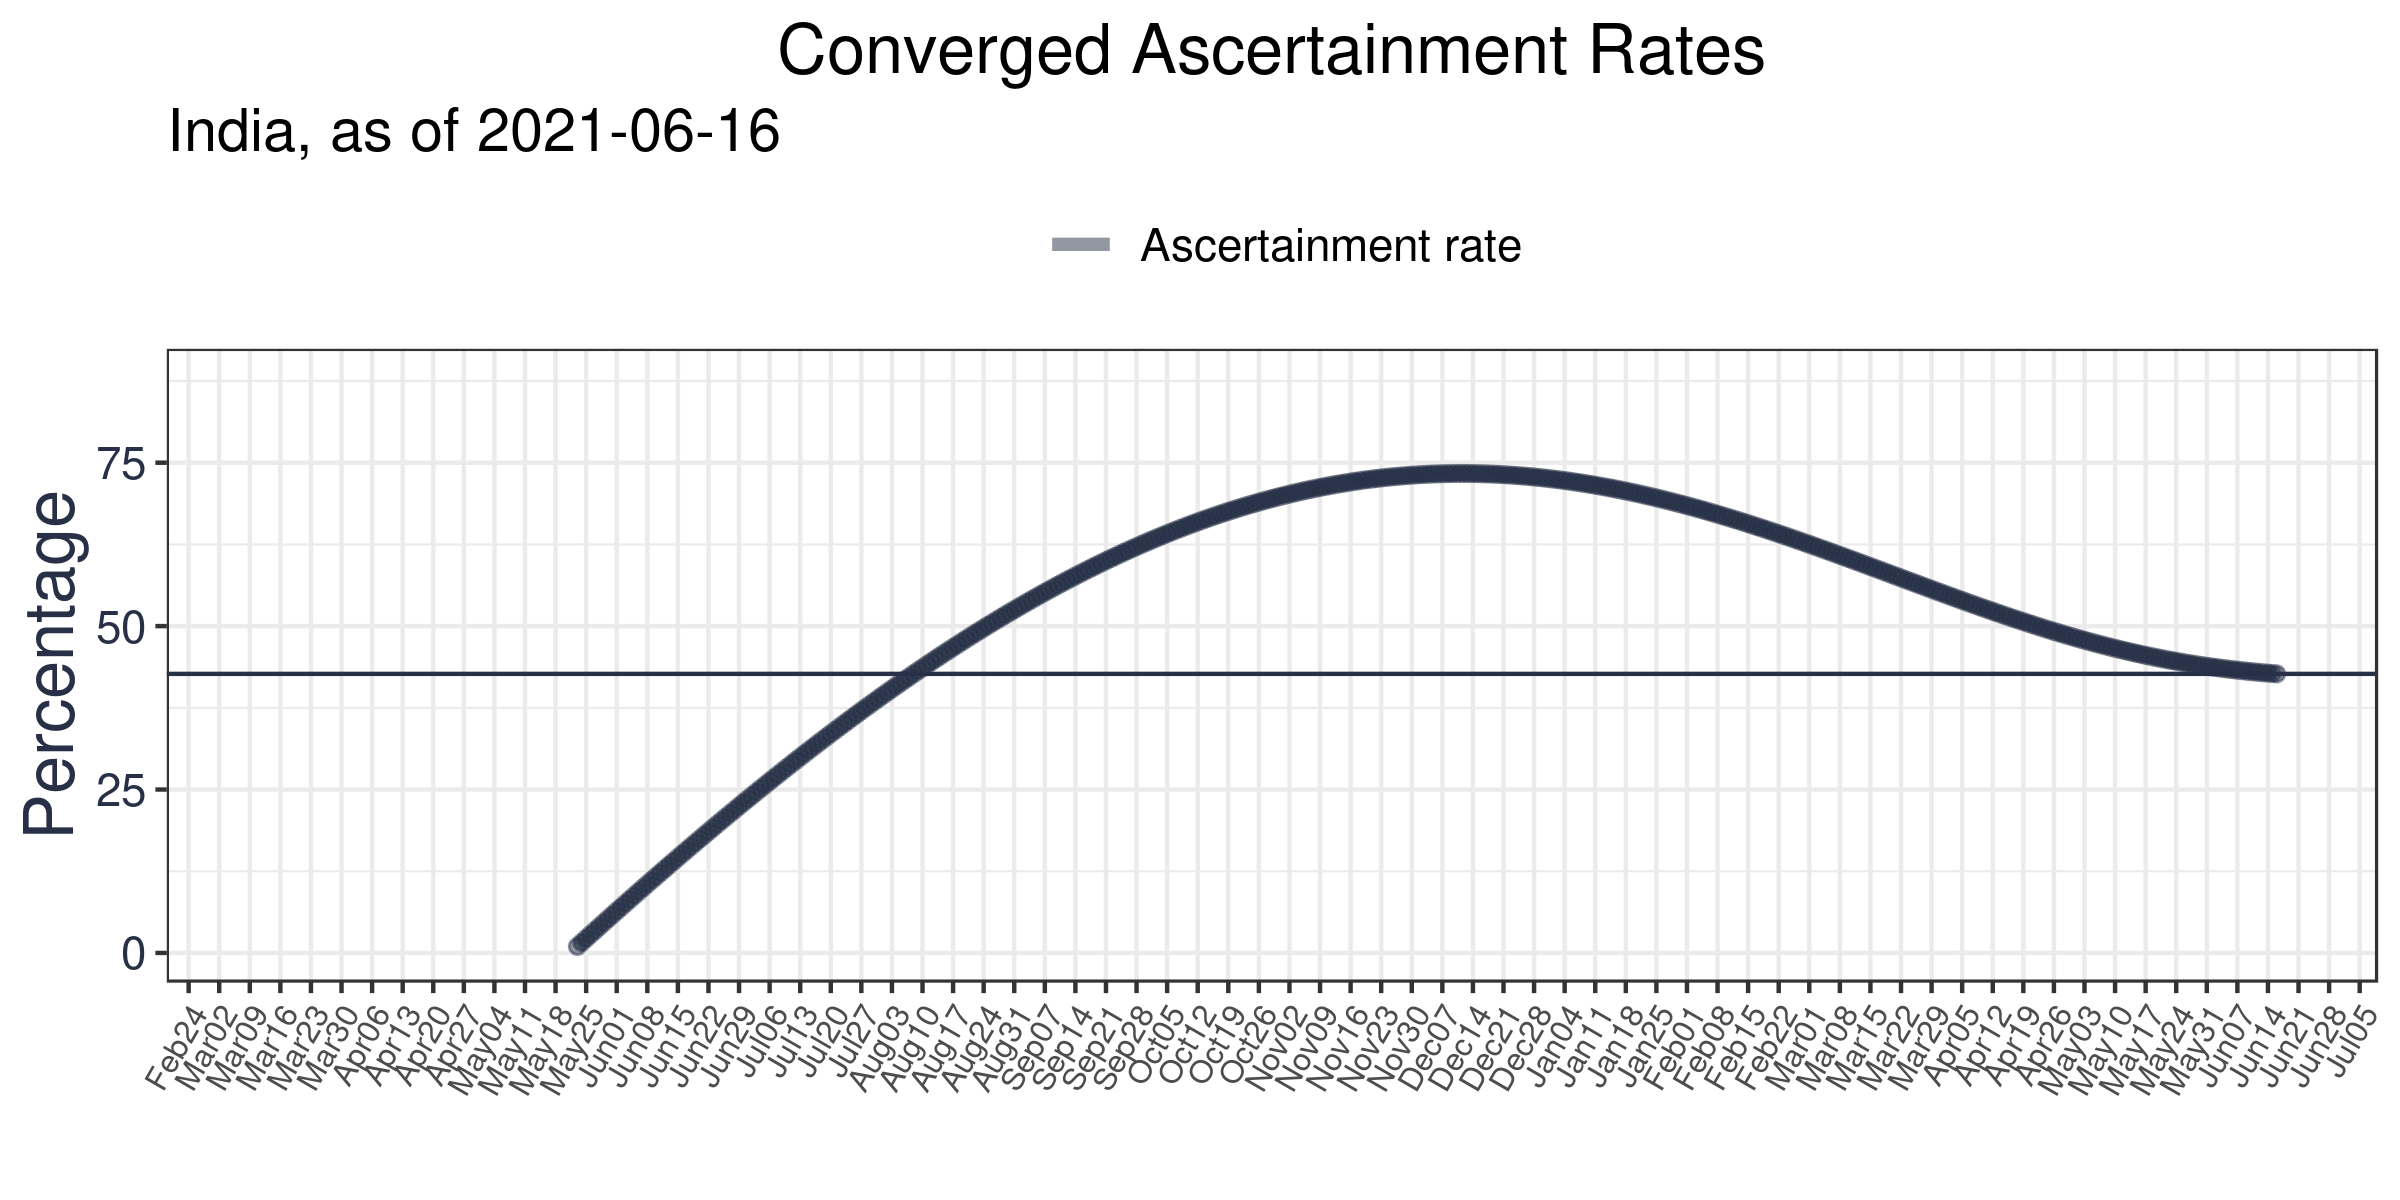 Converged Ascertainment Rates
India, as of 2021-06-16
Ascertainment rate
Percentage
75
50
25
0
Feb24 Mar02 Mar09 Mar16 Mar23 Mar30 Apr06 Apr13 Apr20 Apr27 May04 May11 May18 May25 Jun01 Jun08 Jun15 Jun22 Jun29 Jul06 Jul13 Jul20 Jul27 Aug03 Aug10 Aug17 Aug24 Aug31 Sep07 Sep14 Sep21 Sep28 Oct05 Oct12 Oct19 Oct26 Nov02 Nov09 Nov16 Nov23 Nov30 Dec07 Dec14 Dec21 Dec28 Jan04 Jan11 Jan18 Jan25 Feb01 Feb08 Feb15 Feb22 Mar01 Mar08 Mar15 Mar22 Mar29 Apr05 Apr12 Apr19 Apr26 May03 May10 May17 May24 May31 Jun07 Jun14 Jun21 Jun28 Jul05